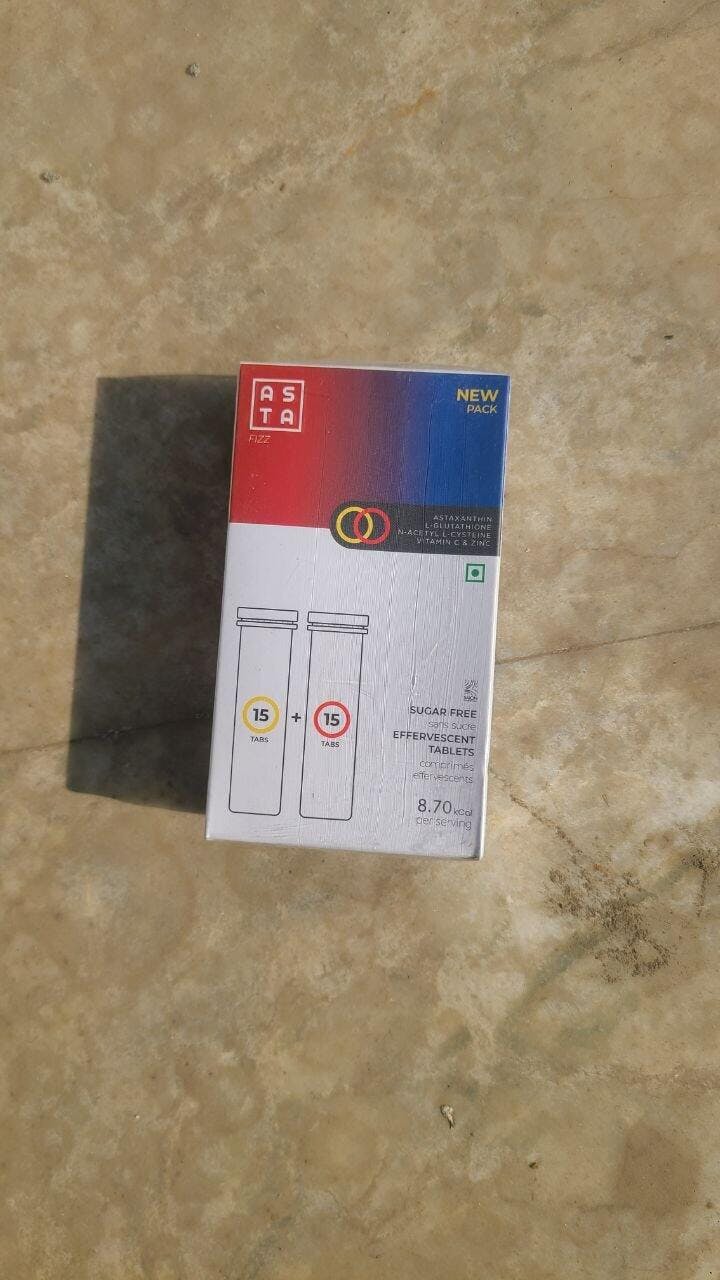 A S
T A
FIZZ
NEW
PACK
ASTAXANTHIN
L-GLUTATHIONE
N-ACETYL L-CYSTEINE
VITAMIN C & ZINC
15
TABS
+
15
TABS
SUGAR FREE
sans sucre
EFFERVESCENT
TABLETS
comprimés
effervescents
8.70 kCal
per serving